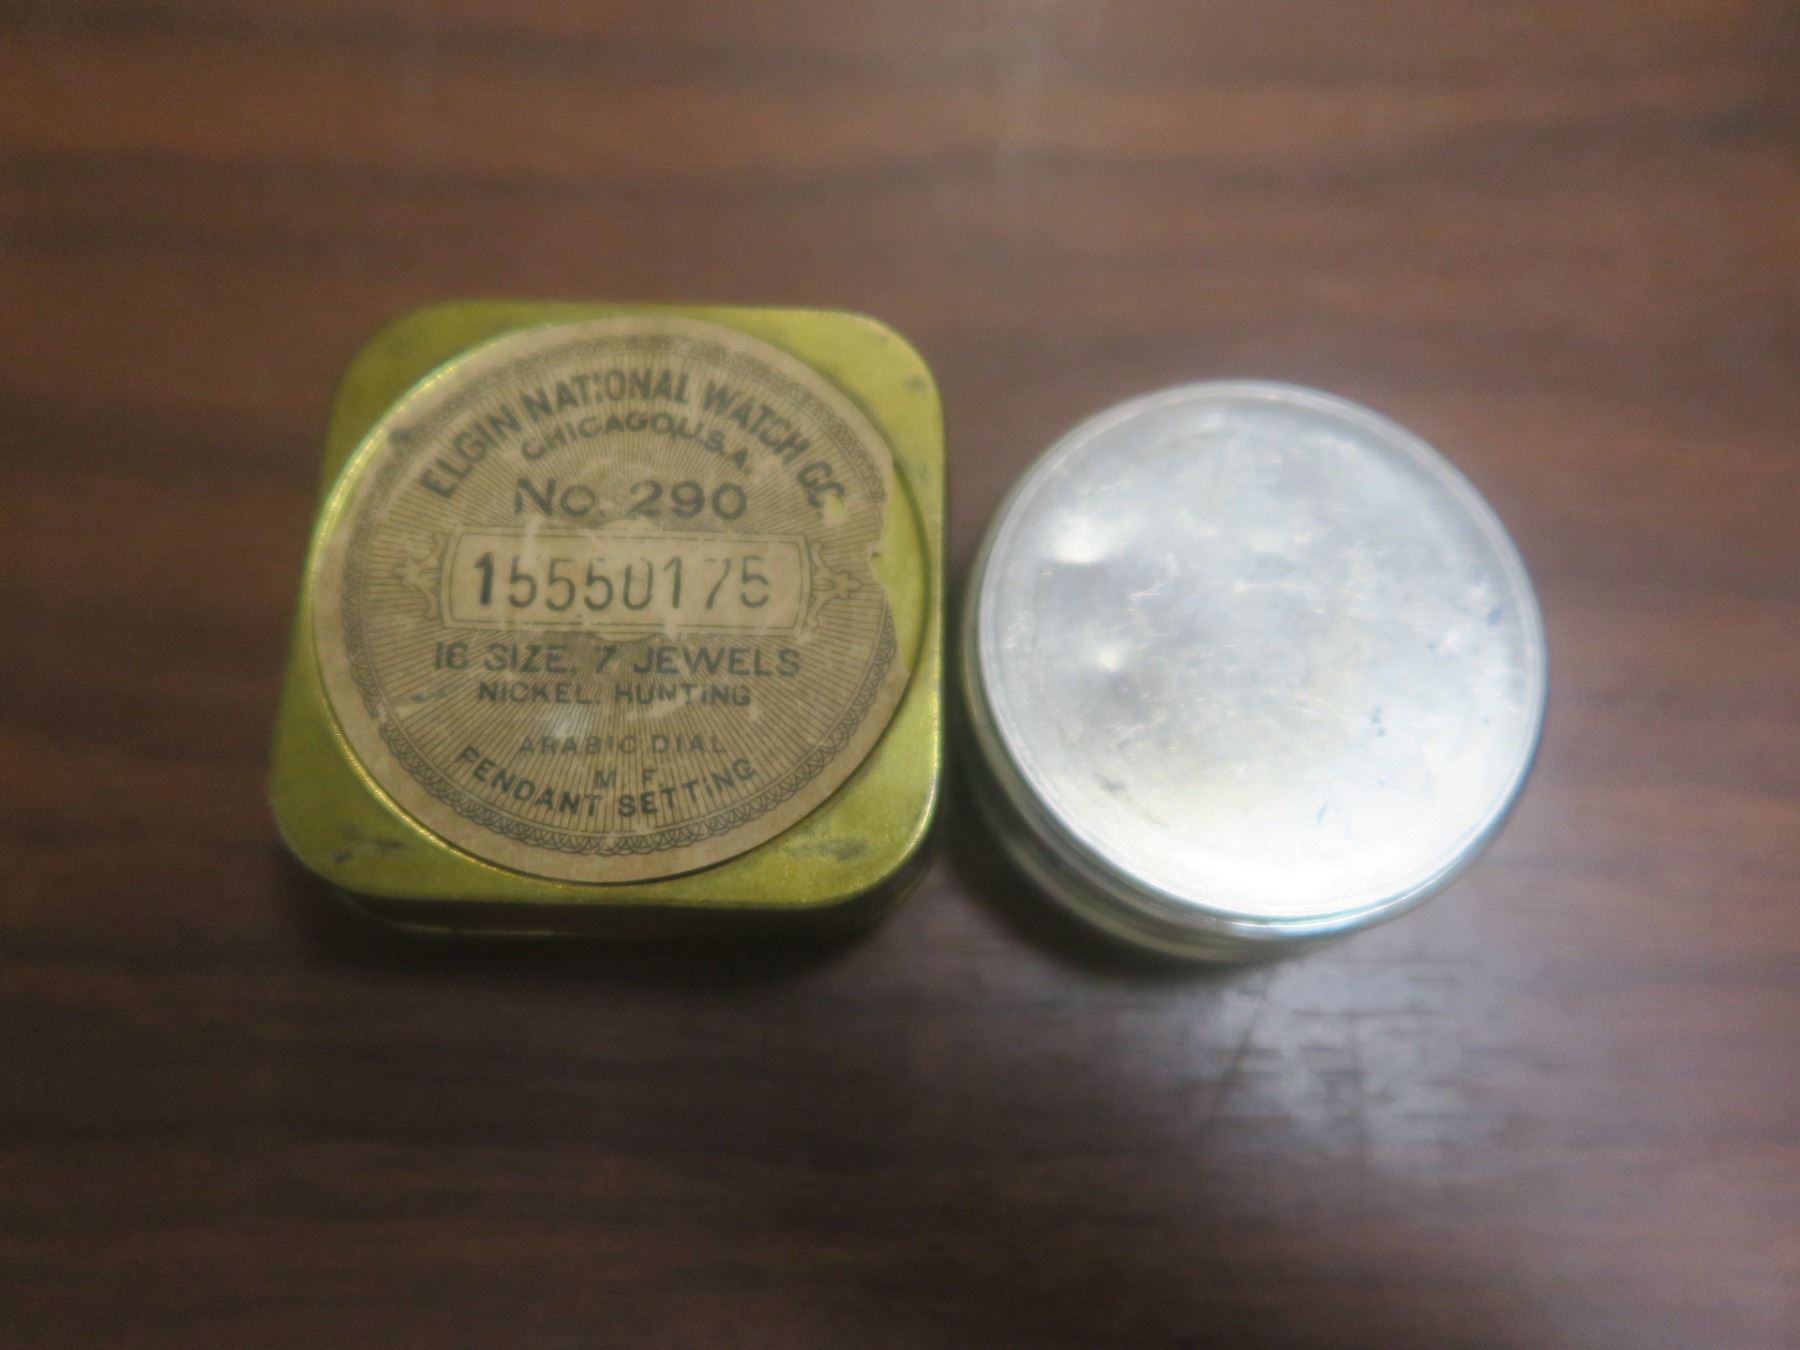 ELGIN NATIONAL WATCH CO.
CHICAGO U.S.A.
No. 290
15550175
16 SIZE. 7 JEWELS
NICKEL. HUNTING
ARABIC DIAL
M. F.
PENDANT SETTING